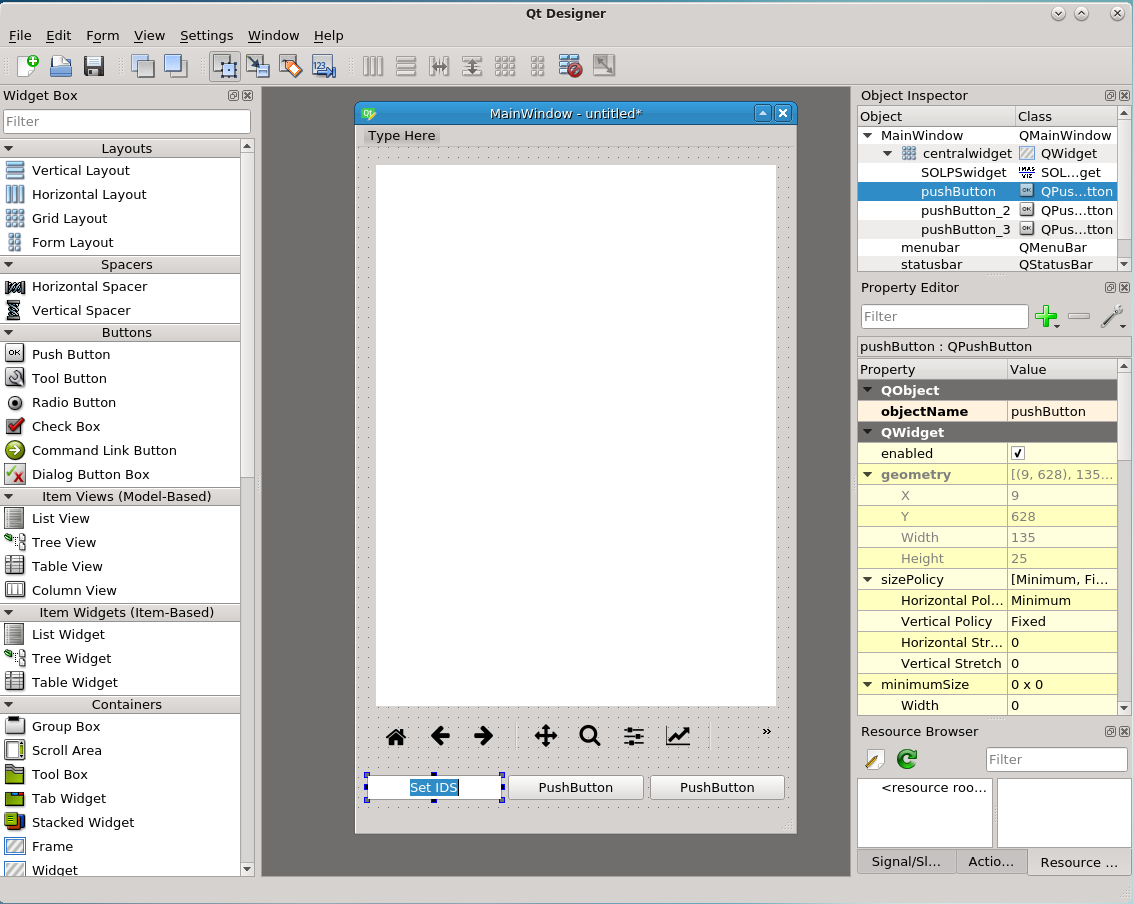 Qt Designer
File Edit Form View Settings Window Help
Widget Box
Filter
Layouts
Vertical Layout
Horizontal Layout
Grid Layout
Form Layout
Spacers
Horizontal Spacer
Vertical Spacer
Buttons
Push Button
Tool Button
Radio Button
Check Box
Command Link Button
Dialog Button Box
Item Views (Model-Based)
List View
Tree View
Table View
Column View
Item Widgets (Item-Based)
List Widget
Tree Widget
Table Widget
Containers
Group Box
Scroll Area
Tool Box
Tab Widget
Stacked Widget
Frame
Widget
MainWindow - untitled*
Type Here
»
Set IDS PushButton PushButton
Object Inspector
Object Class
MainWindow QMainWindow
centralwidget QWidget
SOLPSwidget SOL...get
pushButton QPus...tton
pushButton_2 QPus...tton
pushButton_3 QPus...tton
menubar QMenuBar
statusbar QStatusBar
Property Editor
Filter
pushButton : QPushButton
Property Value
QObject
objectName pushButton
QWidget
enabled
geometry [(9, 628), 135...
X 9
Y 628
Width 135
Height 25
sizePolicy [Minimum, Fi...
Horizontal Pol... Minimum
Vertical Policy Fixed
Horizontal Str... 0
Vertical Stretch 0
minimumSize 0 x 0
Width 0
Resource Browser
Filter
<resource roo...
Signal/Sl... Actio... Resource ...